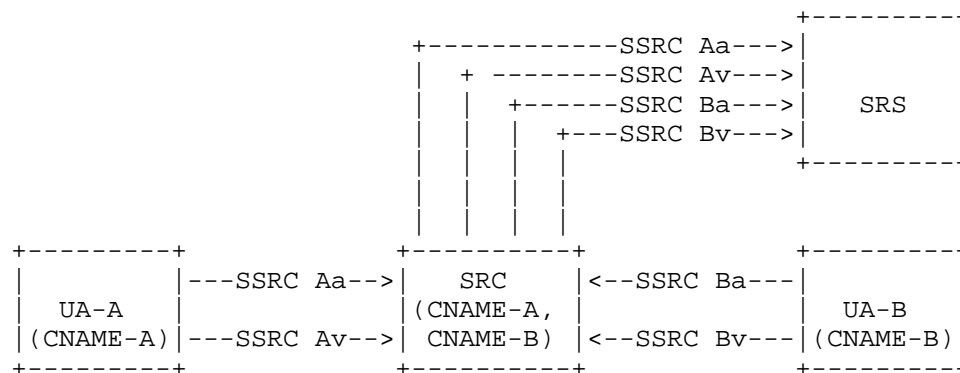 SSRC Aa
SSRC Av
SSRC Ba SRS
SSRC Bv
SSRC Aa SRC SSRC Ba
UA-A (CNAME-A, UA-B
(CNAME-A) SSRC Av CNAME-B) SSRC Bv (CNAME-B)